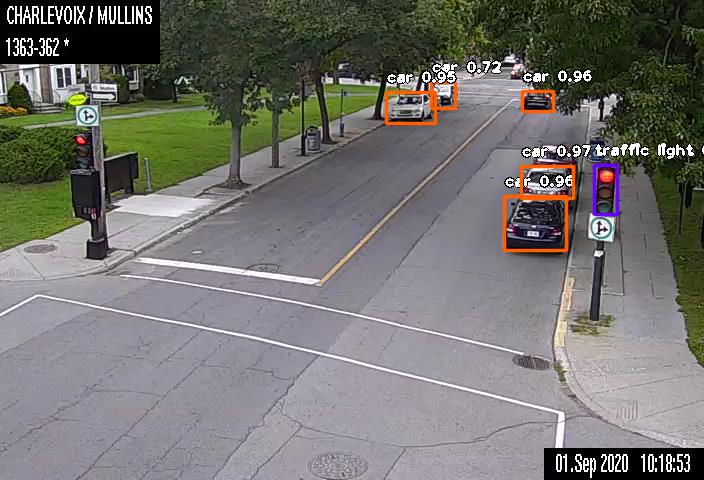 CHARLEVOIX / MULLINS
1363-362 *
car 0.95
car 0.72
car 0.96
car 0.97
traffic light
car 0.96
01.Sep 2020 10:18:53